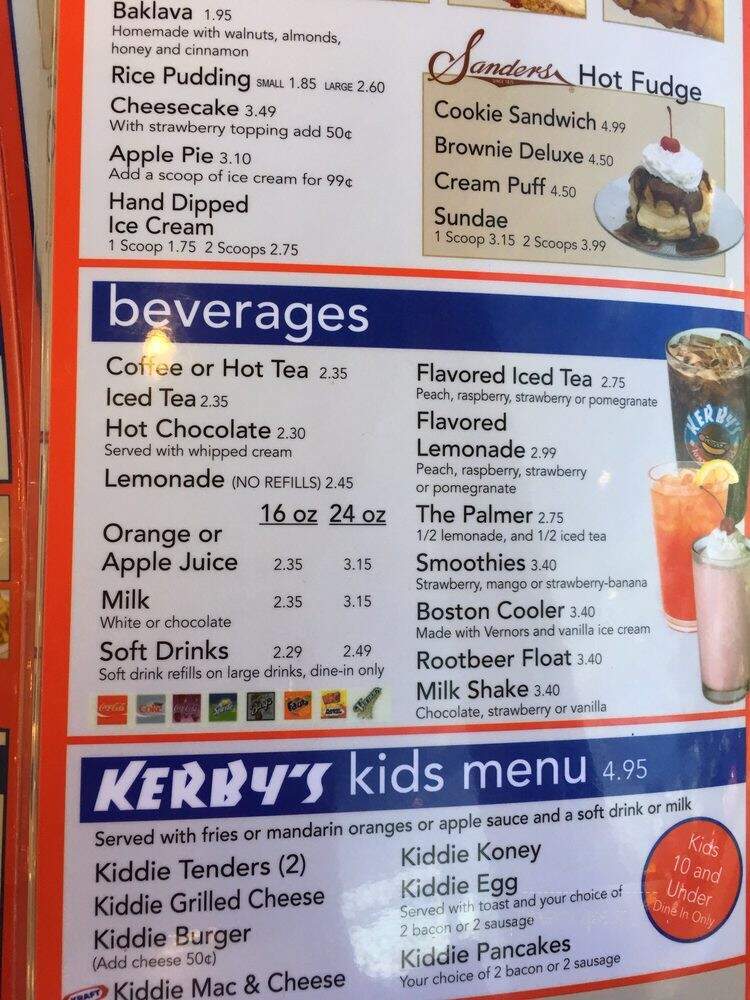 Baklava 1.95
Homemade with walnuts, almonds,
honey and cinnamon
Rice Pudding SMALL 1.85 LARGE 2.60
Cheesecake 3.49
With strawberry topping add 50¢
Apple Pie 3.10
Add a scoop of ice cream for 99¢
Hand Dipped
Ice Cream
1 Scoop 1.75 2 Scoops 2.75
Sanders Hot Fudge
SINCE 1875
Cookie Sandwich 4.99
Brownie Deluxe 4.50
Cream Puff 4.50
Sundae
1 Scoop 3.15 2 Scoops 3.99
beverages
Coffee or Hot Tea 2.35
Iced Tea 2.35
Hot Chocolate 2.30
Served with whipped cream
Lemonade (NO REFILLS) 2.45
16 oz 24 oz
Orange or
Apple Juice 2.35 3.15
Milk 2.35 3.15
White or chocolate
Soft Drinks 2.29 2.49
Soft drink refills on large drinks, dine-in only
Coca-Cola Coke Sprite Fanta
Flavored Iced Tea 2.75
Peach, raspberry, strawberry or pomegranate
Flavored
Lemonade 2.99
Peach, raspberry, strawberry
or pomegranate
The Palmer 2.75
1/2 lemonade, and 1/2 iced tea
Smoothies 3.40
Strawberry, mango or strawberry-banana
Boston Cooler 3.40
Made with Vernors and vanilla ice cream
Rootbeer Float 3.40
Milk Shake 3.40
Chocolate, strawberry or vanilla
KERBY'S
KERBY'S kids menu 4.95
Served with fries or mandarin oranges or apple sauce and a soft drink or milk
Kiddie Tenders (2)
Kiddie Grilled Cheese
Kiddie Burger
(Add cheese 50¢)
KRAFT Kiddie Mac & Cheese
Kiddie Koney
Kiddie Egg
Served with toast and your choice of
2 bacon or 2 sausage
Kiddie Pancakes
Your choice of 2 bacon or 2 sausage
Kids
10 and
Under
Dine In Only